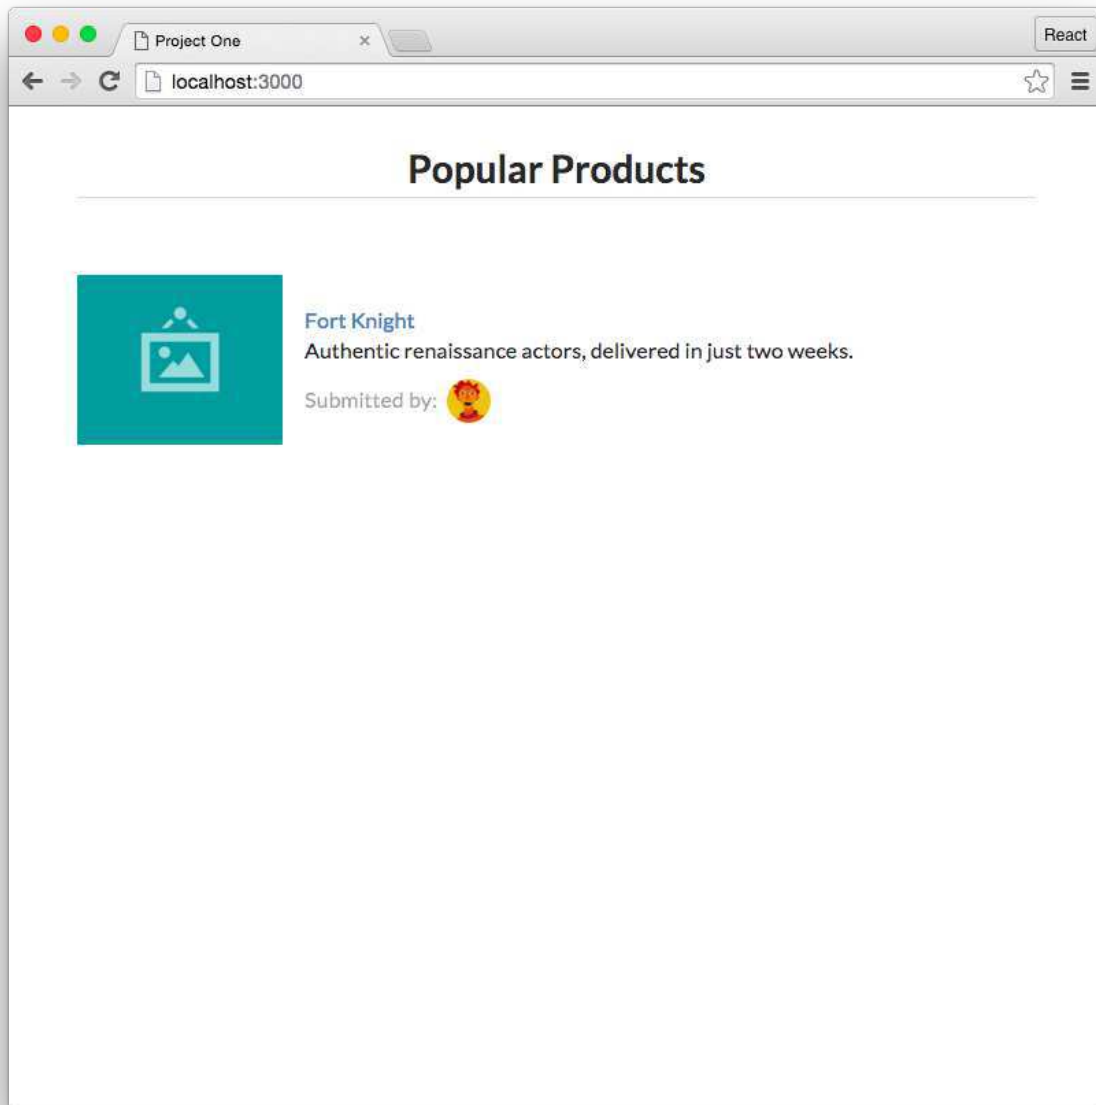 Project One
React
localhost:3000
Popular Products
Fort Knight
Authentic renaissance actors, delivered in just two weeks.
Submitted by: